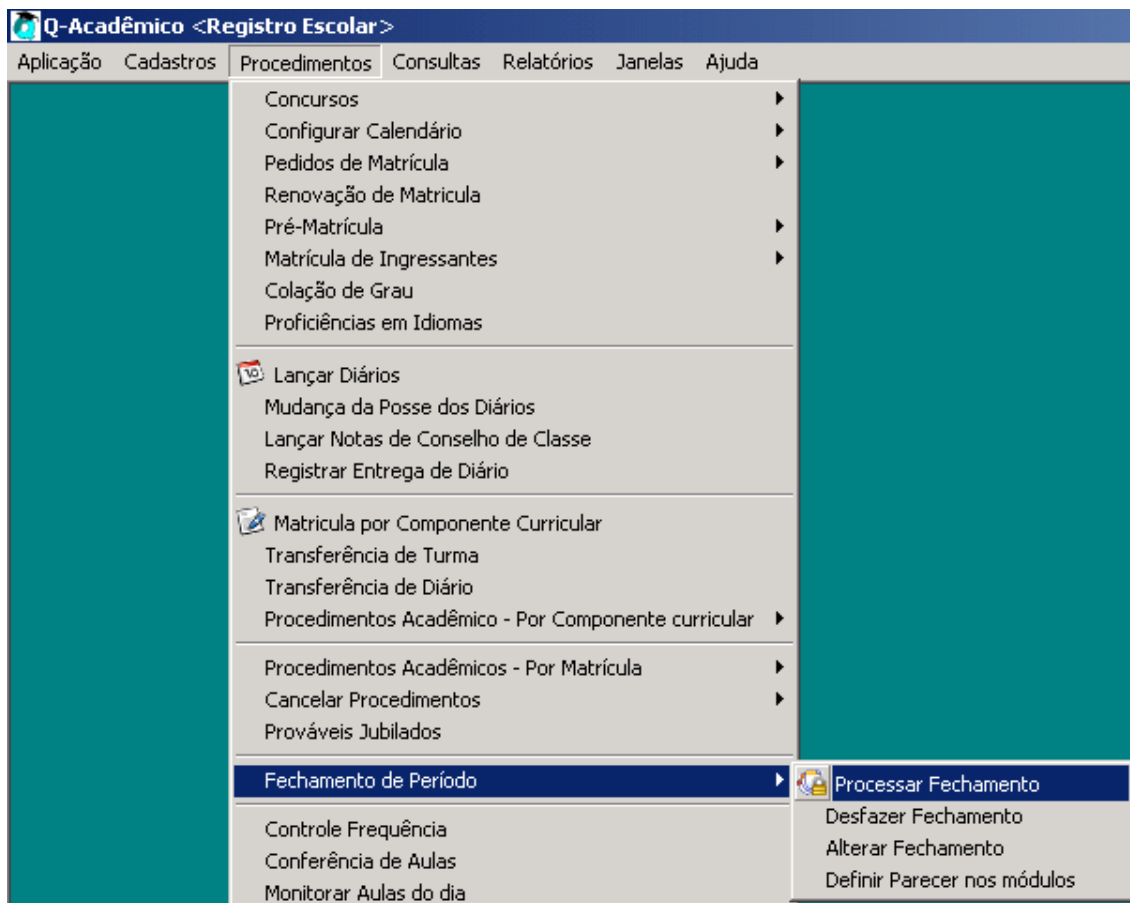 Q-Acadêmico <Registro Escolar>
Aplicação Cadastros Procedimentos Consultas Relatórios Janelas Ajuda
Concursos
Configurar Calendário
Pedidos de Matrícula
Renovação de Matricula
Pré-Matrícula
Matrícula de Ingressantes
Colação de Grau
Proficiências em Idiomas
Lançar Diários
Mudança da Posse dos Diários
Lançar Notas de Conselho de Classe
Registrar Entrega de Diário
Matricula por Componente Curricular
Transferência de Turma
Transferência de Diário
Procedimentos Acadêmico - Por Componente curricular
Procedimentos Acadêmicos - Por Matrícula
Cancelar Procedimentos
Prováveis Jubilados
Fechamento de Período
Processar Fechamento
Desfazer Fechamento
Alterar Fechamento
Definir Parecer nos módulos
Controle Frequência
Conferência de Aulas
Monitorar Aulas do dia